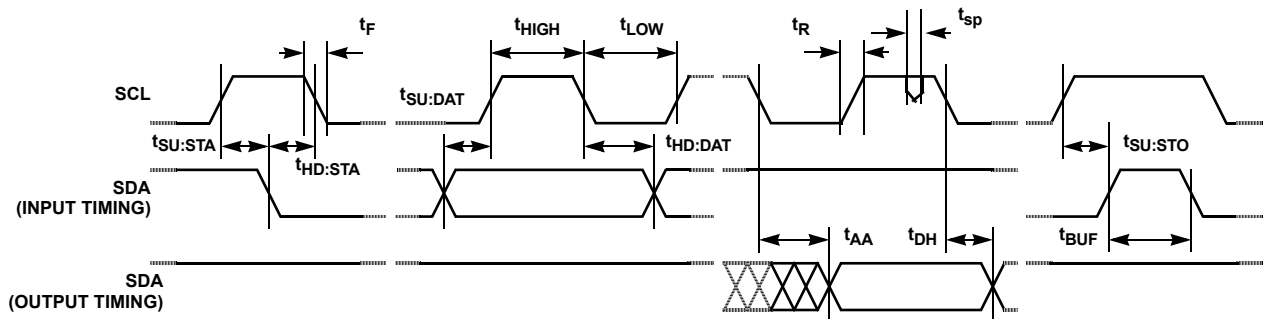 tF
tHIGH
tLOW
tR
tsp
SCL
tSU:DAT
tSU:STA
tHD:STA
tHD:DAT
tSU:STO
SDA
(INPUT TIMING)
tAA
tDH
tBUF
SDA
(OUTPUT TIMING)